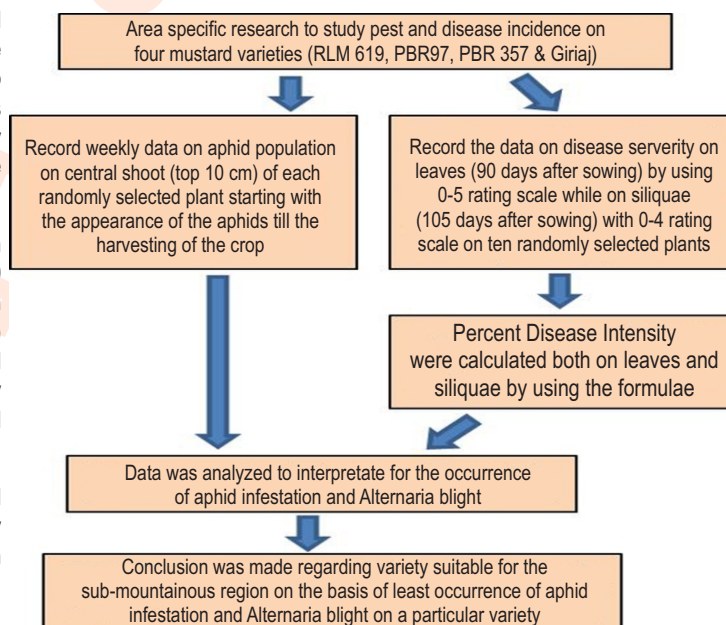 Area specific research to study pest and disease incidence on
four mustard varieties (RLM 619, PBR97, PBR 357 & Giriaj)
Record weekly data on aphid population
on central shoot (top 10 cm) of each
randomly selected plant starting with
the appearance of the aphids till the
harvesting of the crop
Record the data on disease serverity on
leaves (90 days after sowing) by using
0-5 rating scale while on siliquae
(105 days after sowing) with 0-4 rating
scale on ten randomly selected plants
Percent Disease Intensity
were calculated both on leaves and
siliquae by using the formulae
Data was analyzed to interpretate for the occurrence
of aphid infestation and Alternaria blight
Conclusion was made regarding variety suitable for the
sub-mountainous region on the basis of least occurrence of aphid
infestation and Alternaria blight on a particular variety